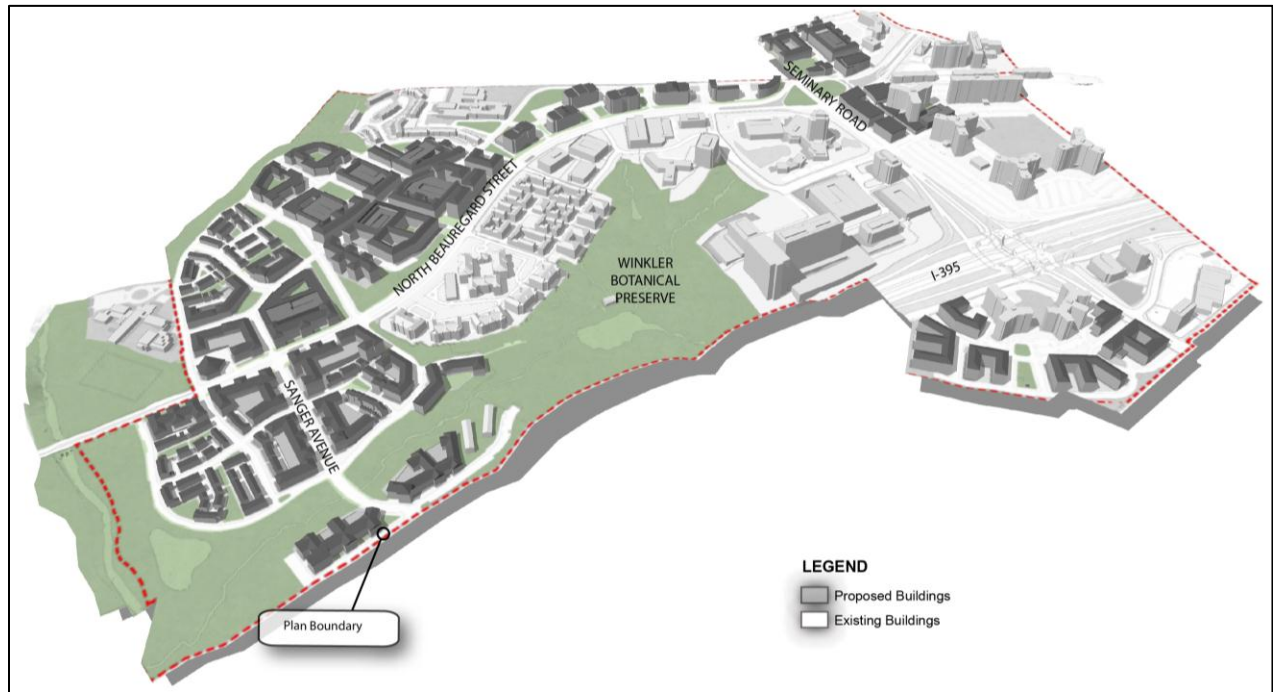 SEMINARY ROAD
NORTH BEAUREGARD STREET
WINKLER
BOTANICAL
PRESERVE
I-395
SANGER AVENUE
Plan Boundary
LEGEND
Proposed Buildings
Existing Buildings